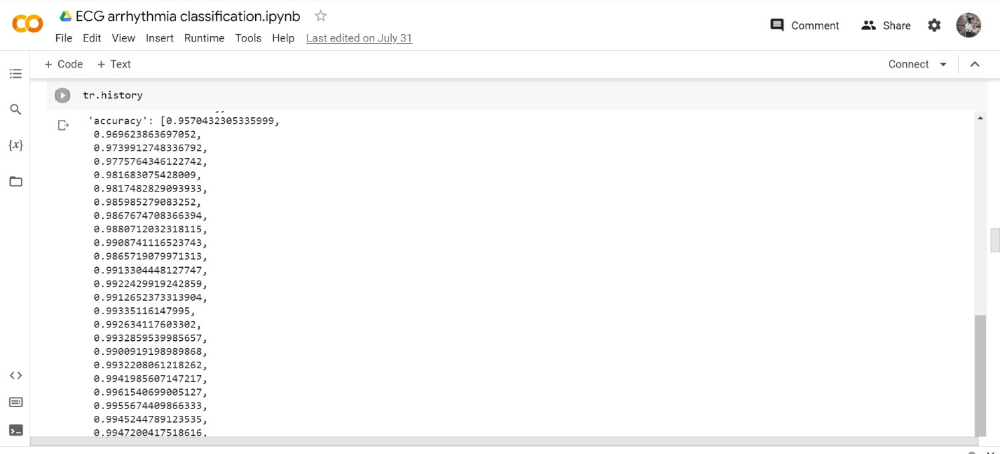 ECG arrhythmia classification.ipynb
File Edit View Insert Runtime Tools Help Last edited on July 31
Comment Share
+ Code + Text
Connect
tr.history
'accuracy': [0.9570432305335999,
0.969623863697052,
0.9739912748336792,
0.9775764346122742,
0.981683075428009,
0.9817482829093933,
0.985985279083252,
0.9867674708366394,
0.9880712032318115,
0.9908741116523743,
0.9865719079971313,
0.9913304448127747,
0.9922429919242859,
0.9912652373313904,
0.99335116147995,
0.992634117603302,
0.9932859539985657,
0.9900919198989868,
0.9932208061218262,
0.9941985607147217,
0.9961540699005127,
0.9955674409866333,
0.9945244789123535,
0.9947200417518616,
{x}